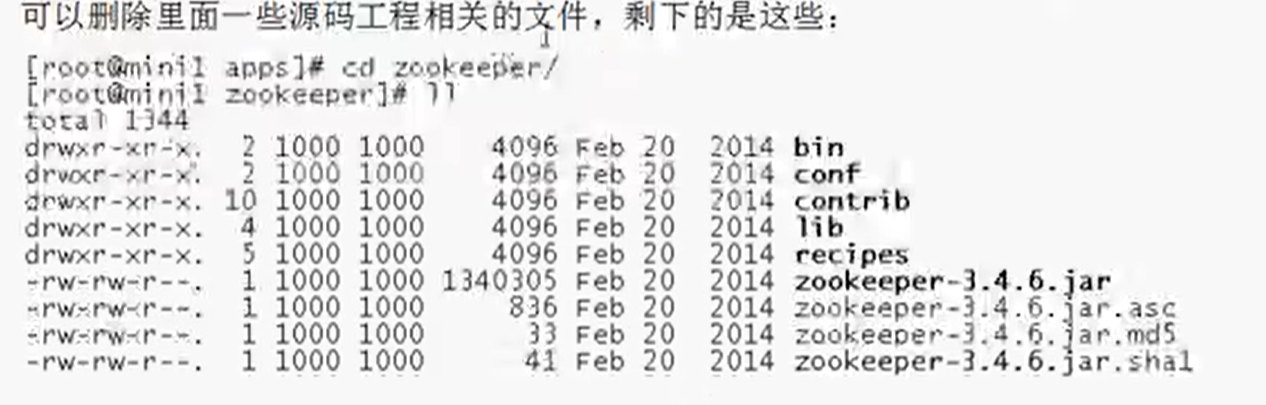 可以删除里面一些源码工程相关的文件，剩下的是这些：
[root@mini1 apps]# cd zookeeper/
[root@mini1 zookeeper]# ll
total 1344
drwxr-xr-x.  2 1000 1000    4096 Feb 20  2014 bin
drwxr-xr-x.  2 1000 1000    4096 Feb 20  2014 conf
drwxr-xr-x. 10 1000 1000    4096 Feb 20  2014 contrib
drwxr-xr-x.  4 1000 1000    4096 Feb 20  2014 lib
drwxr-xr-x.  5 1000 1000    4096 Feb 20  2014 recipes
-rw-rw-r--.  1 1000 1000 1340305 Feb 20  2014 zookeeper-3.4.6.jar
-rw-rw-r--.  1 1000 1000     836 Feb 20  2014 zookeeper-3.4.6.jar.asc
-rw-rw-r--.  1 1000 1000      33 Feb 20  2014 zookeeper-3.4.6.jar.md5
-rw-rw-r--.  1 1000 1000      41 Feb 20  2014 zookeeper-3.4.6.jar.sha1